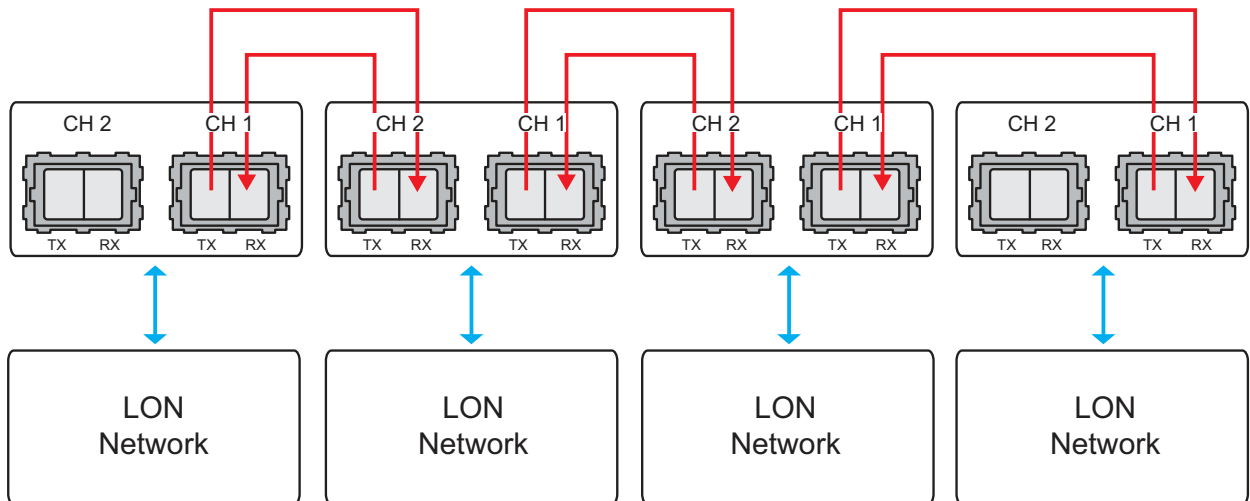 CH 2 CH 1 CH 2 CH 1 CH 2 CH 1 CH 2 CH 1
TX RX TX RX TX RX TX RX TX RX TX RX TX RX TX RX
LON LON LON LON
Network Network Network Network